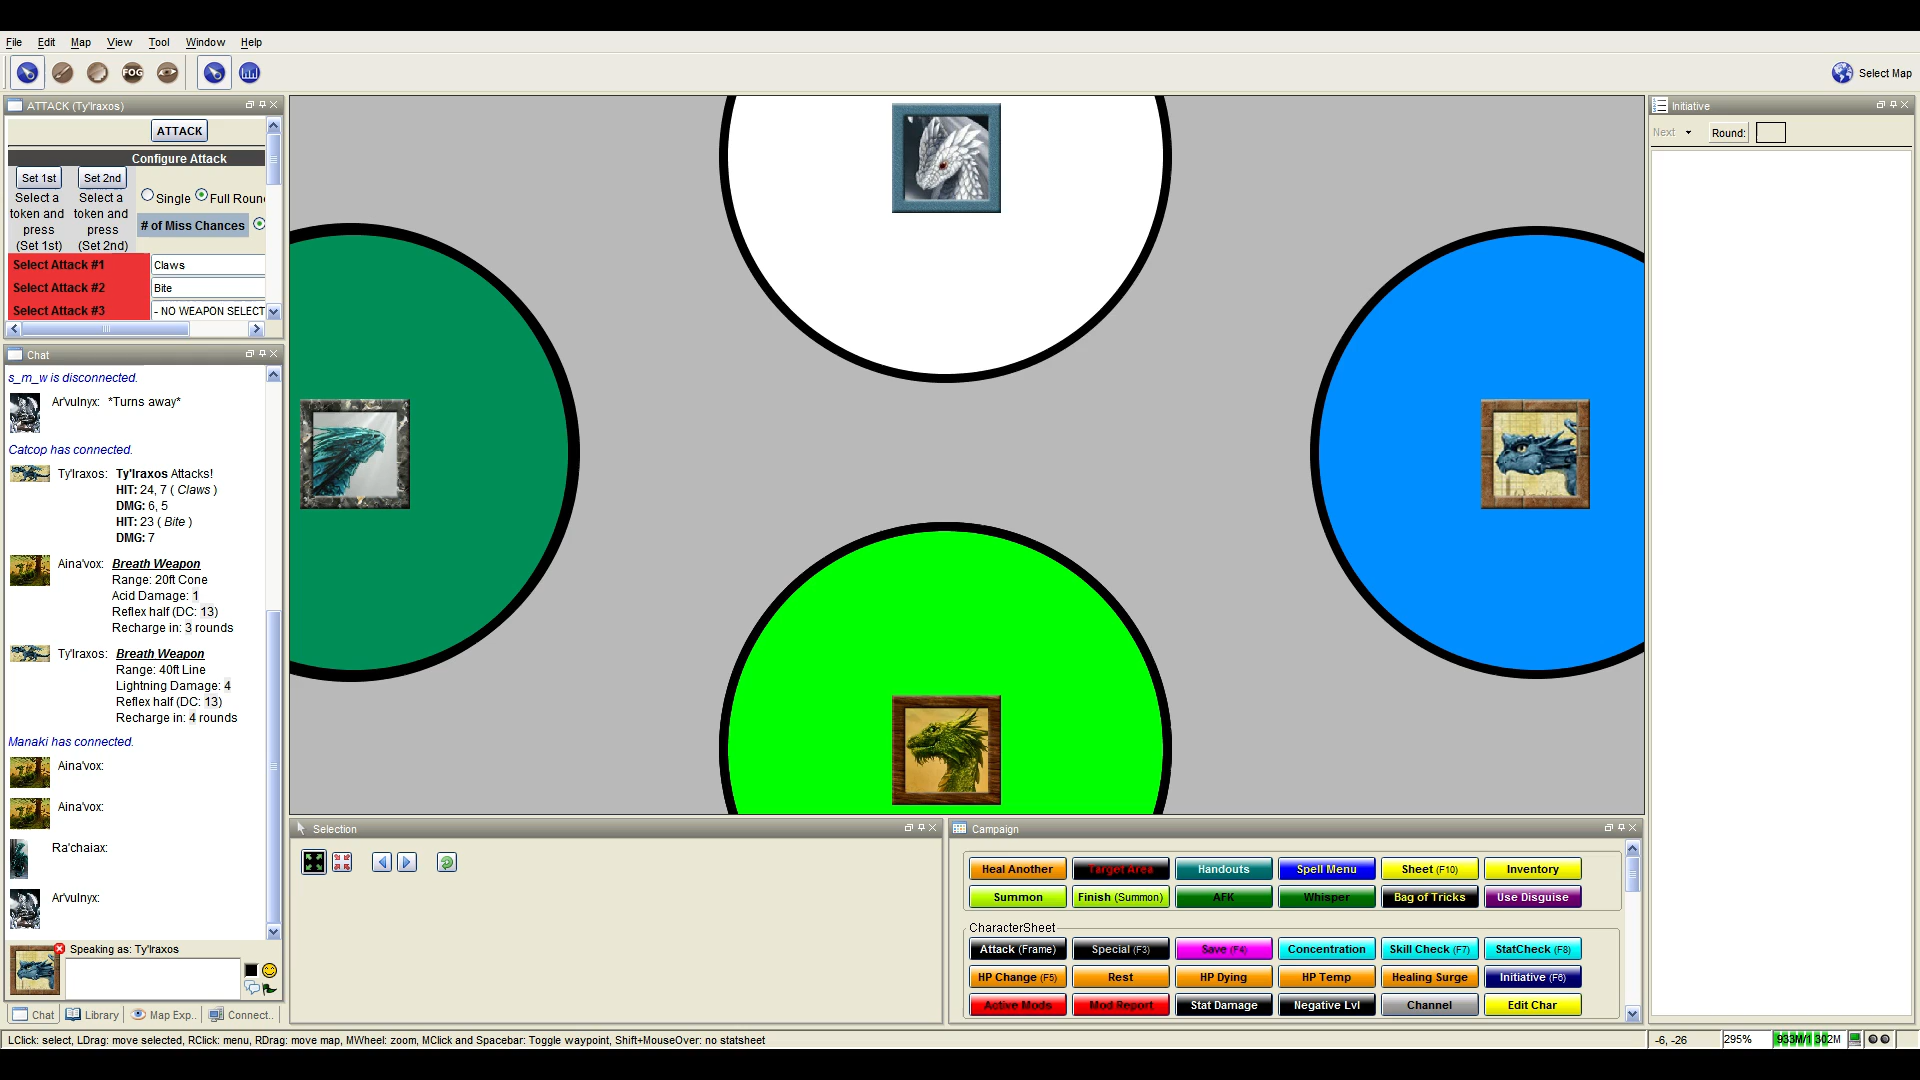 File Edit Map View Tool Window Help
FOG
Select Map
ATTACK (Ty'Iraxos)
ATTACK
Configure Attack
Set 1st Set 2nd
Select a token and press (Set 1st)
Select a token and press (Set 2nd)
Single Full Roun
# of Miss Chances
Select Attack #1 Claws
Select Attack #2 Bite
Select Attack #3 - NO WEAPON SELECT
Chat
s_m_w is disconnected.
Ar'vulnyx: *Turns away*
Catcop has connected.
Ty'Iraxos: Ty'Iraxos Attacks!
HIT: 24, 7 ( Claws )
DMG: 6, 5
HIT: 23 ( Bite )
DMG: 7
Aina'vox: Breath Weapon
Range: 20ft Cone
Acid Damage: 1
Reflex half (DC: 13)
Recharge in: 3 rounds
Ty'Iraxos: Breath Weapon
Range: 40ft Line
Lightning Damage: 4
Reflex half (DC: 13)
Recharge in: 4 rounds
Manaki has connected.
Aina'vox:
Aina'vox:
Ra'chaiax:
Ar'vulnyx:
Speaking as: Ty'Iraxos
Chat Library Map Exp.. Connect..
Selection
Campaign
Heal Another Target Area Handouts Spell Menu Sheet (F10) Inventory
Summon Finish (Summon) AFK Whisper Bag of Tricks Use Disguise
CharacterSheet
Attack (Frame) Special (F3) Save (F4) Concentration Skill Check (F7) StatCheck (F8)
HP Change (F5) Rest HP Dying HP Temp Healing Surge Initiative (F6)
Active Mods Mod Report Stat Damage Negative Lvl Channel Edit Char
Initiative
Next Round:
LClick: select, LDrag: move selected, RClick: menu, RDrag: move map, MWheel: zoom, MClick and Spacebar: Toggle waypoint, Shift+MouseOver: no statsheet
-6, -26 295% 933M/1 302M